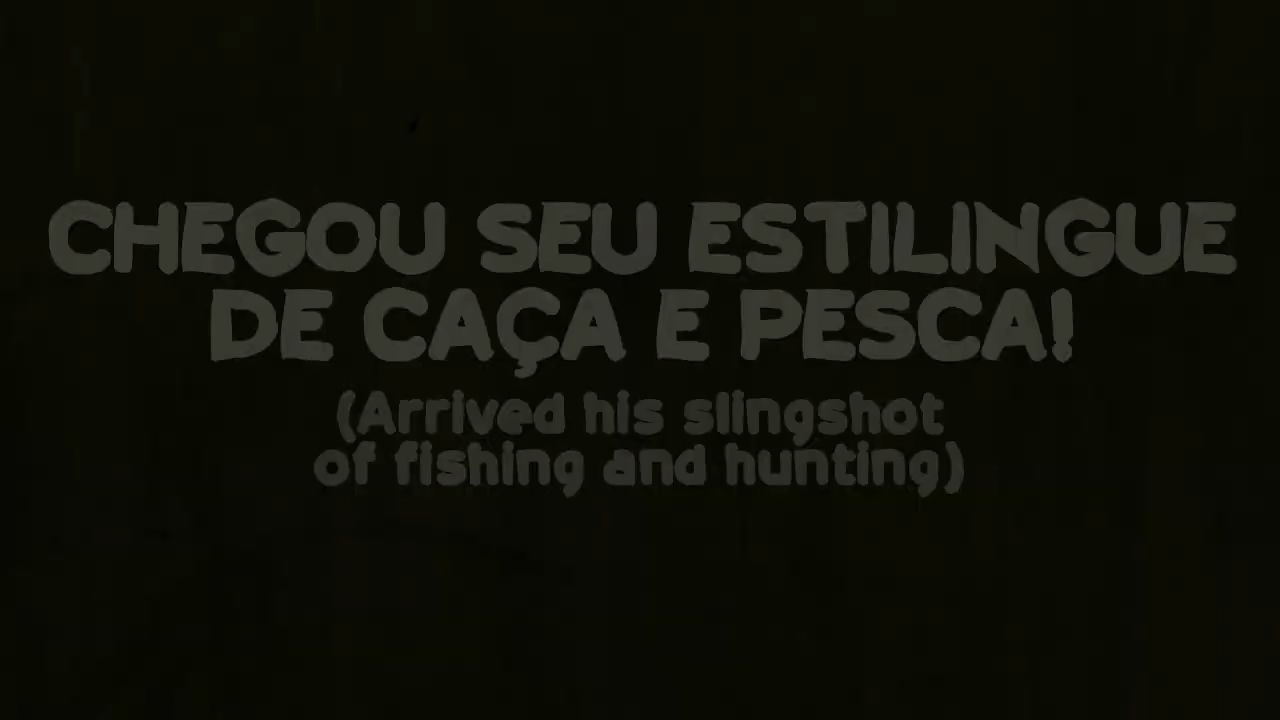 CHEGOU SEU ESTILINGUE
DE CAÇA E PESCA!
(Arrived his slingshot
of fishing and hunting)